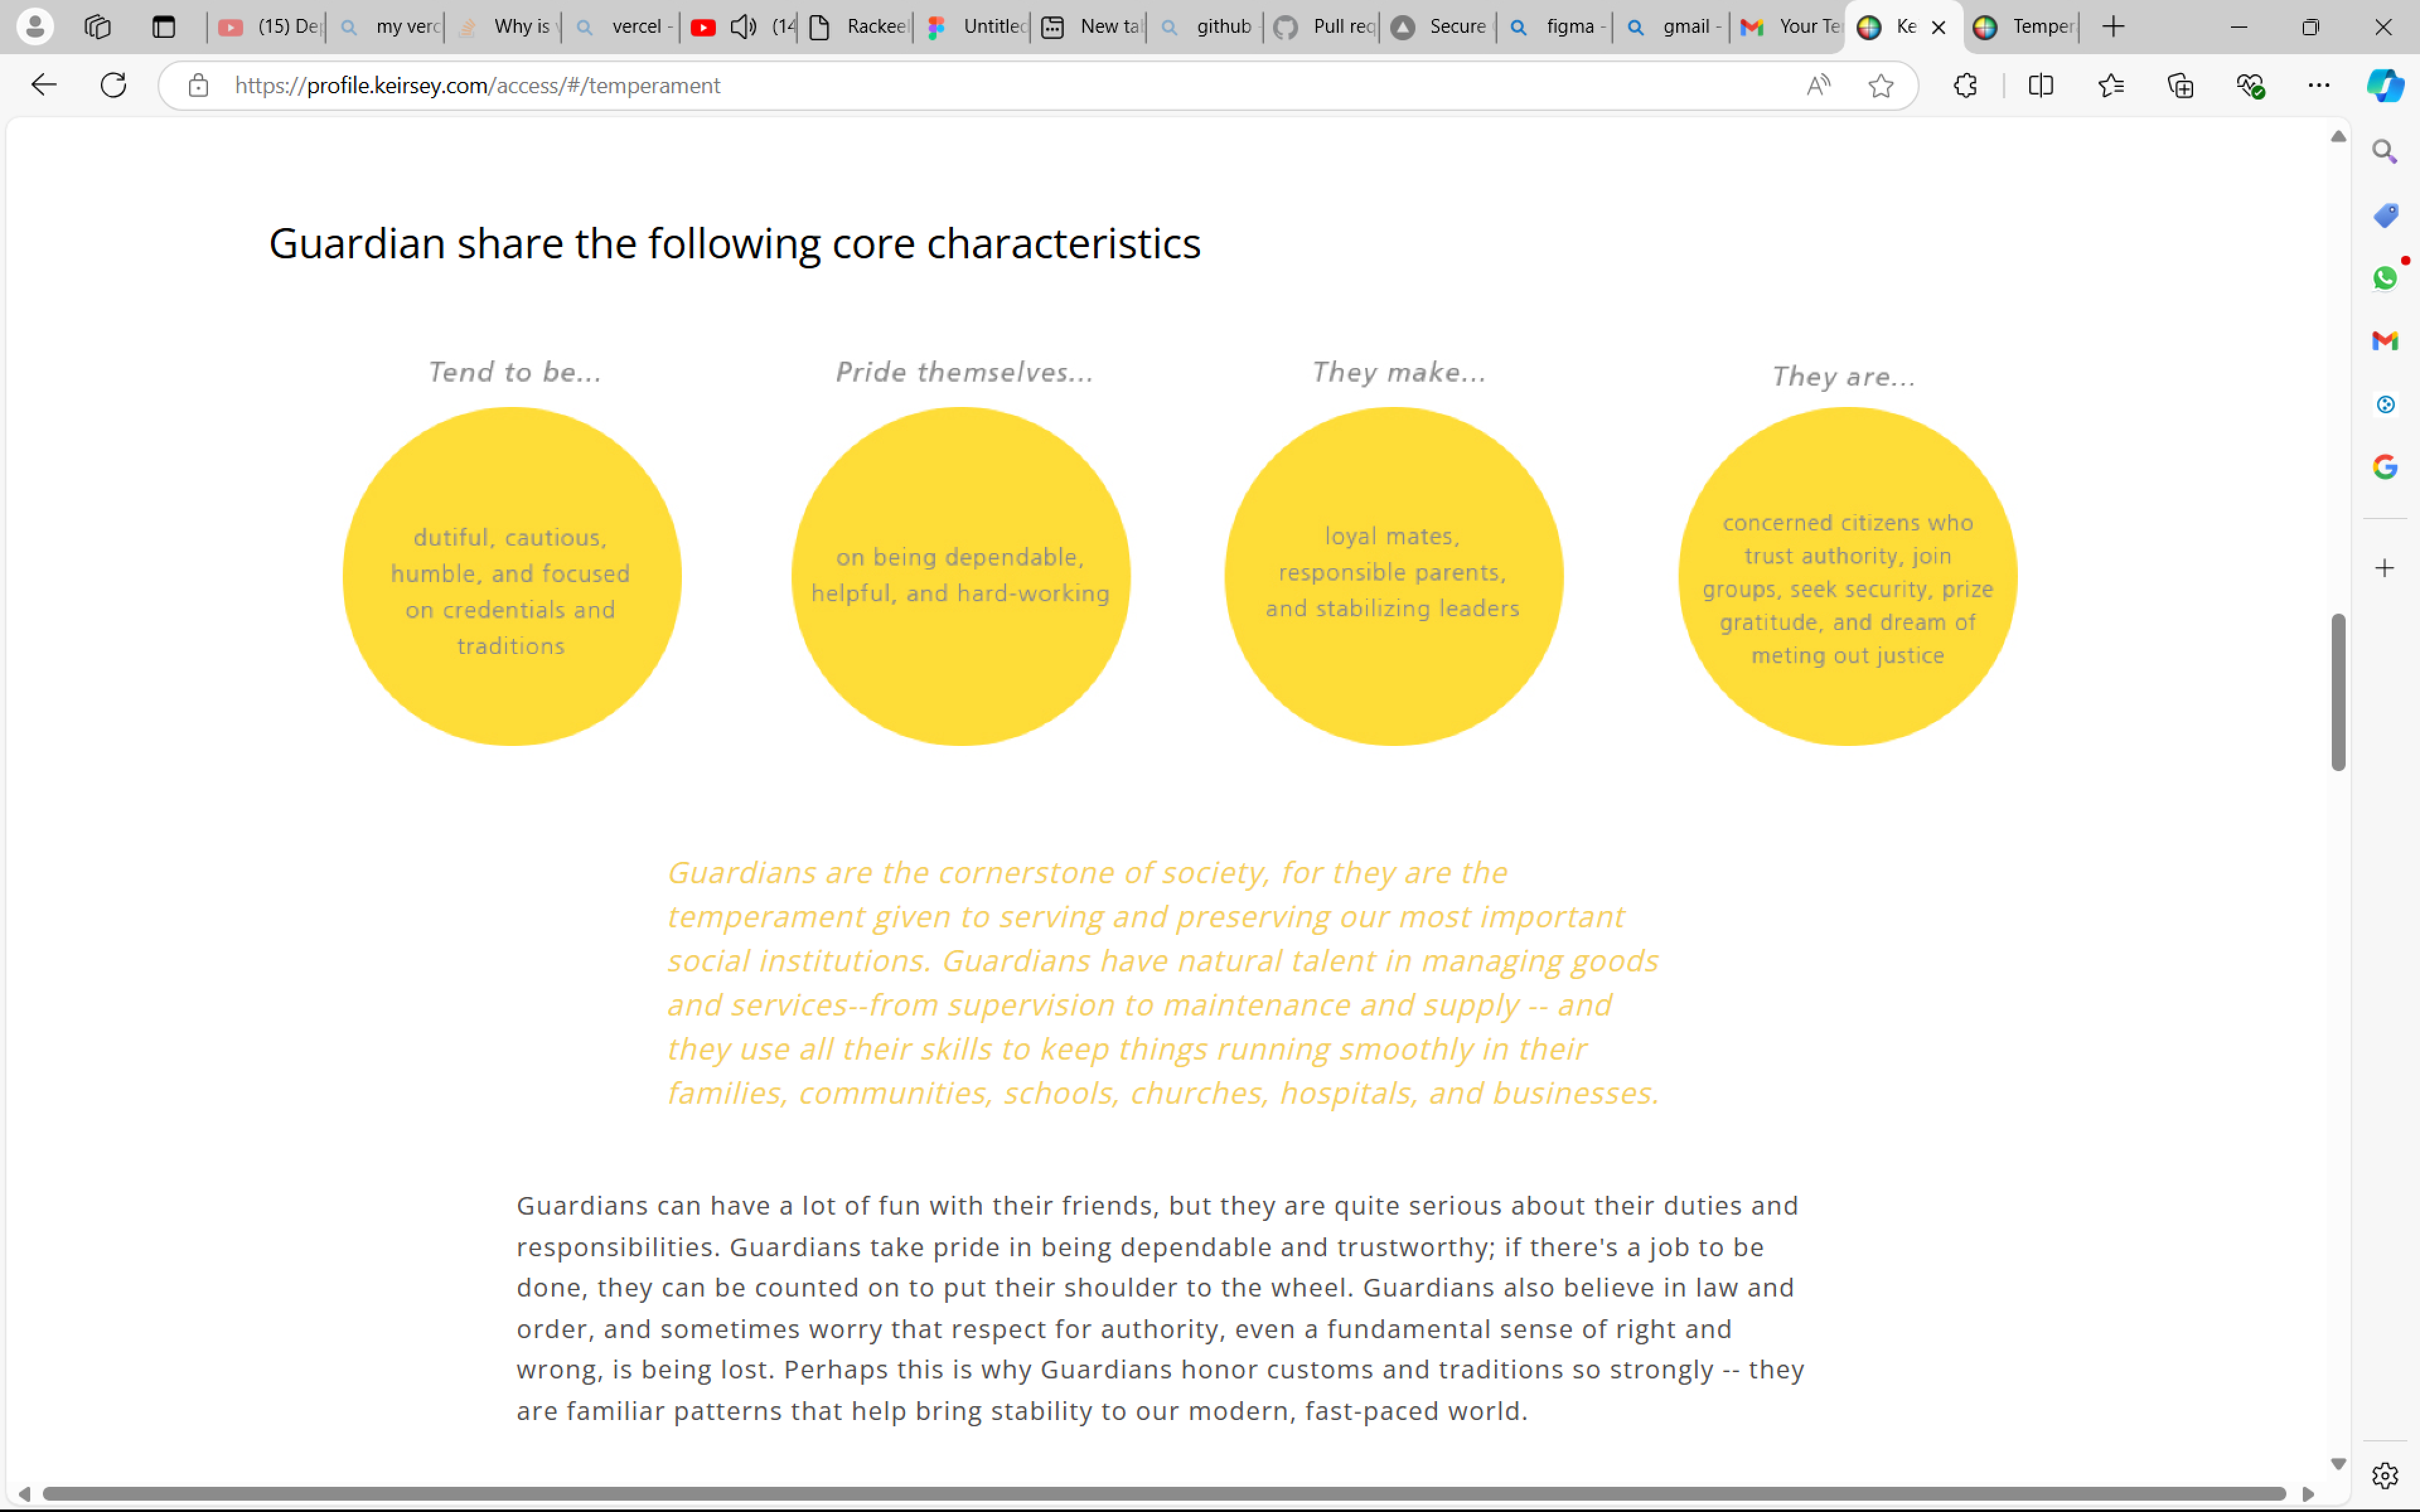 (15) Dep
my verc
Why is
vercel -
(14
Rackeel
Untitled
New tab
github -
Pull req
Secure
figma -
gmail -
Your Te
Ke
Temper
https://profile.keirsey.com/access/#/temperament
Guardian share the following core characteristics
Tend to be...
dutiful, cautious,
humble, and focused
on credentials and
traditions
Pride themselves...
on being dependable,
helpful, and hard-working
They make...
loyal mates,
responsible parents,
and stabilizing leaders
They are...
concerned citizens who
trust authority, join
groups, seek security, prize
gratitude, and dream of
meting out justice
Guardians are the cornerstone of society, for they are the
temperament given to serving and preserving our most important
social institutions. Guardians have natural talent in managing goods
and services--from supervision to maintenance and supply -- and
they use all their skills to keep things running smoothly in their
families, communities, schools, churches, hospitals, and businesses.
Guardians can have a lot of fun with their friends, but they are quite serious about their duties and
responsibilities. Guardians take pride in being dependable and trustworthy; if there's a job to be
done, they can be counted on to put their shoulder to the wheel. Guardians also believe in law and
order, and sometimes worry that respect for authority, even a fundamental sense of right and
wrong, is being lost. Perhaps this is why Guardians honor customs and traditions so strongly -- they
are familiar patterns that help bring stability to our modern, fast-paced world.